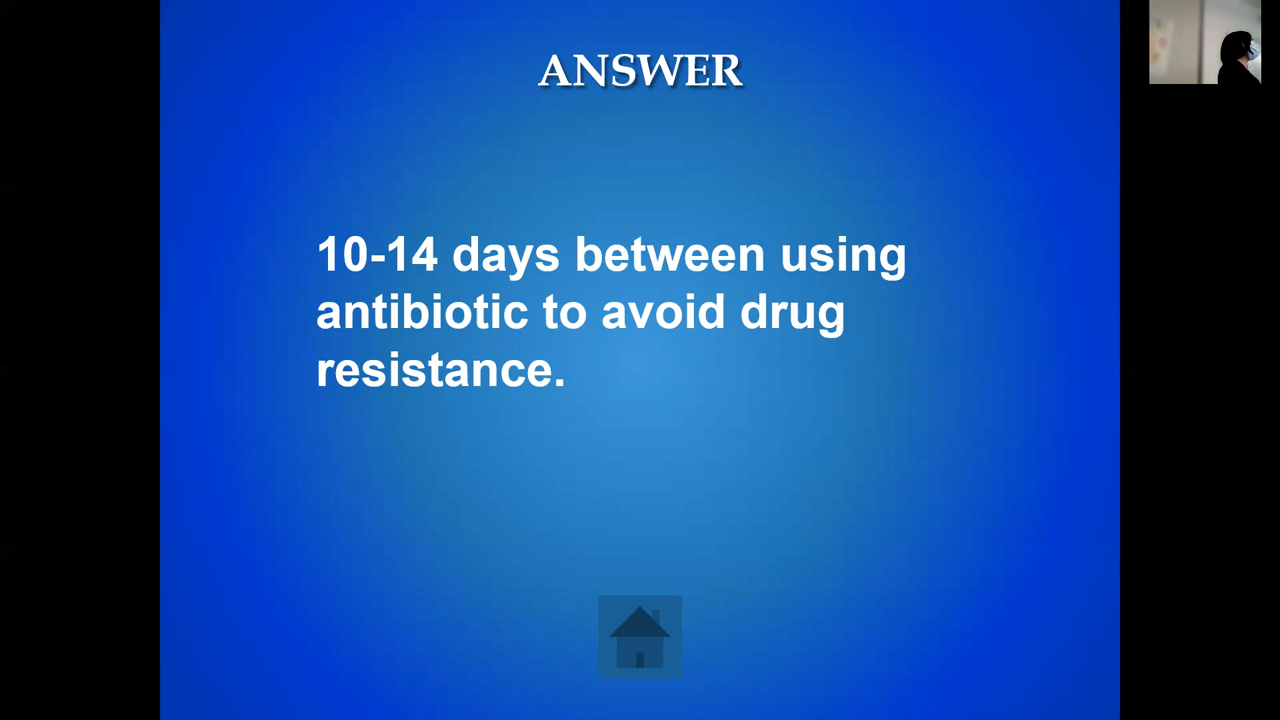 ANSWER
10-14 days between using
antibiotic to avoid drug
resistance.